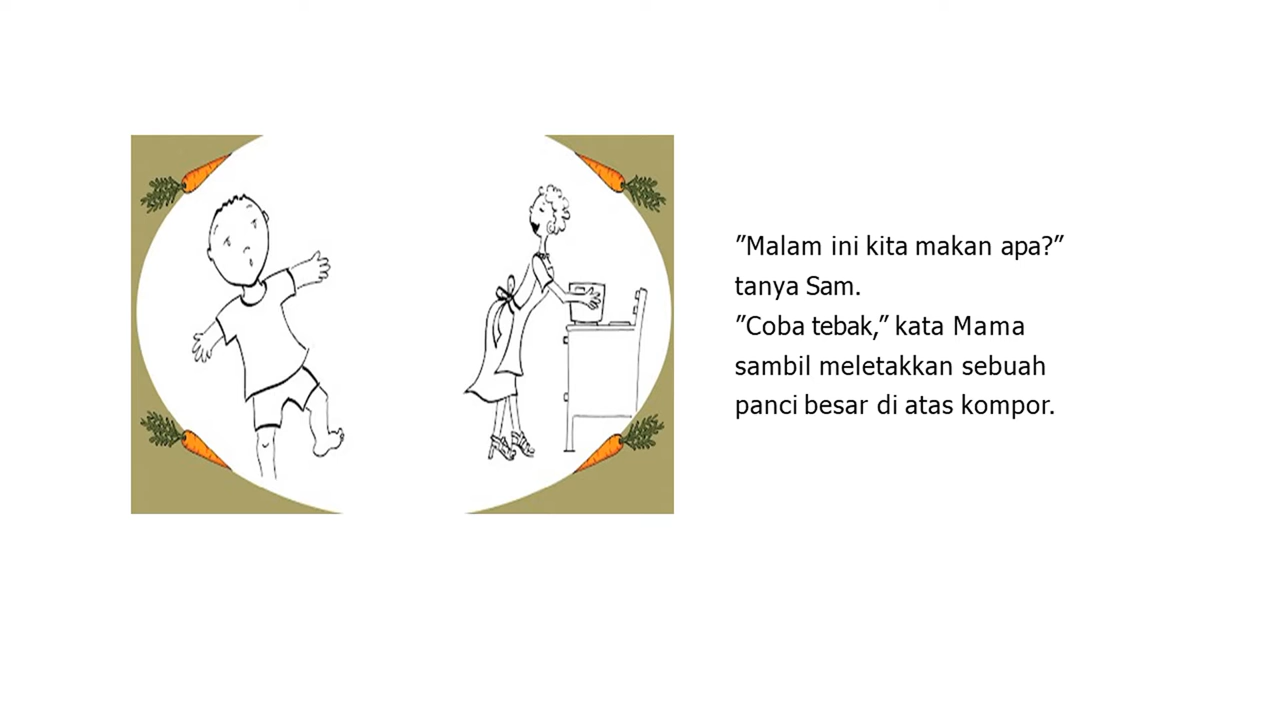 ”Malam ini kita makan apa?”
tanya Sam.
”Coba tebak,” kata Mama
sambil meletakkan sebuah
panci besar di atas kompor.